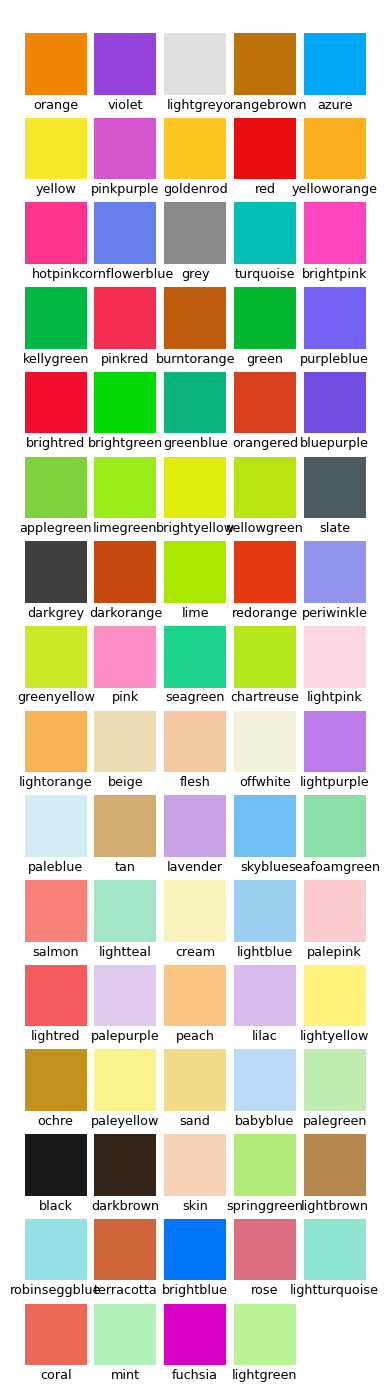 orange violet lightgrey orangebrown azure
yellow pinkpurple goldenrod red yelloworange
hotpink cornflowerblue grey turquoise brightpink
kellygreen pinkred burntorange green purpleblue
brightred brightgreen greenblue orangered bluepurple
applegreen limegreen brightyellow yellowgreen slate
darkgrey darkorange lime redorange periwinkle
greenyellow pink seagreen chartreuse lightpink
lightorange beige flesh offwhite lightpurple
paleblue tan lavender skyblue seafoamgreen
salmon lightteal cream lightblue palepink
lightred palepurple peach lilac lightyellow
ochre paleyellow sand babyblue palegreen
black darkbrown skin springgreen lightbrown
robinseggblue terracotta brightblue rose lightturquoise
coral mint fuchsia lightgreen